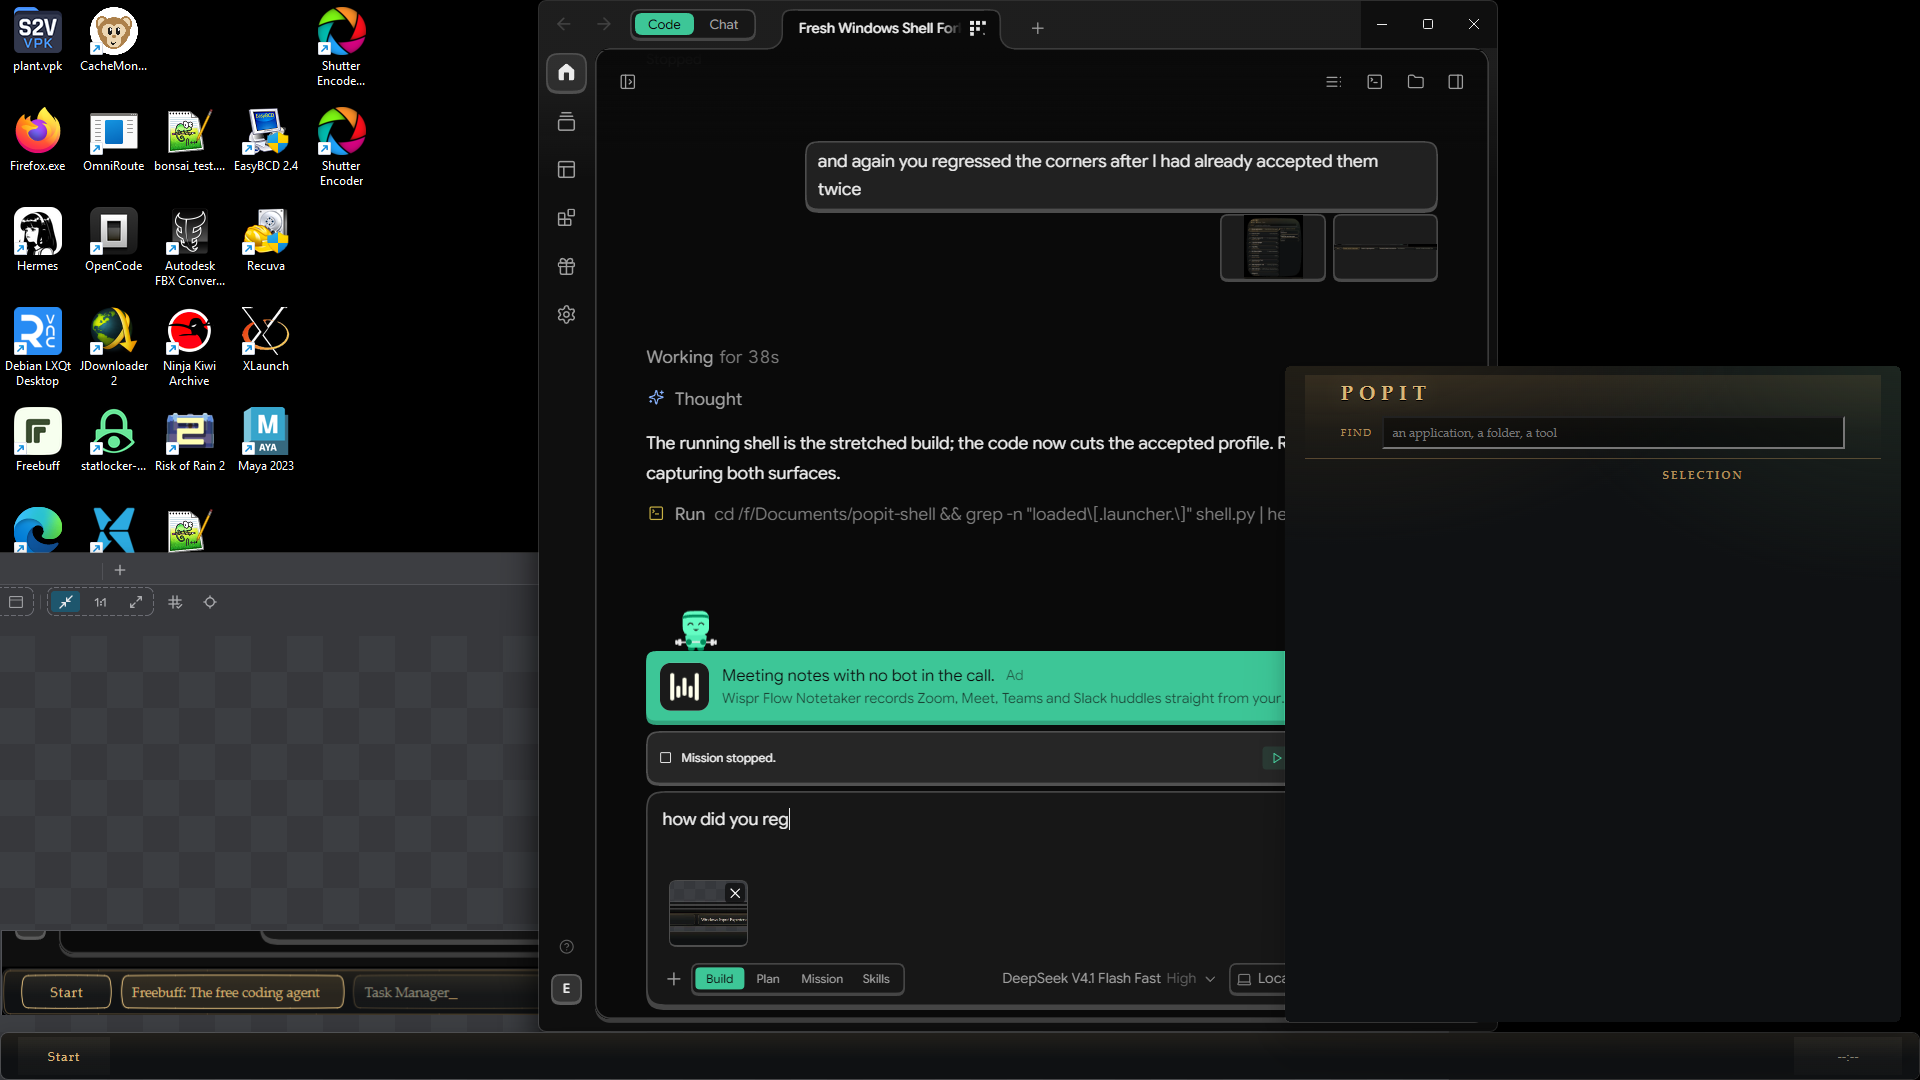 S2V
VPK
plant.vpk
CacheMon...
Shutter
Encode...
Firefox.exe
OmniRoute
bonsai_test....
EasyBCD 2.4
Shutter
Encoder
Hermes
OpenCode
Autodesk
FBX Conver...
Recuva
Debian LXQt
Desktop
JDownloader
2
Ninja Kiwi
Archive
XLaunch
Freebuff
statlocker-...
Risk of Rain 2
Maya 2023
1:1
Start
Freebuff: The free coding agent
Task Manager_
Code
Chat
Fresh Windows Shell For
Stopped
and again you regressed the corners after I had already accepted them
twice
Working for 38s
Thought
The running shell is the stretched build; the code now cuts the accepted profile. R
capturing both surfaces.
Run cd /f/Documents/popit-shell && grep -n "loaded\[.launcher.\]" shell.py | he
Meeting notes with no bot in the call. Ad
Wispr Flow Notetaker records Zoom, Meet, Teams and Slack huddles straight from your...
Mission stopped.
how did you reg
Build
Plan
Mission
Skills
DeepSeek V4.1 Flash Fast High
Loca
E
POPIT
FIND
an application, a folder, a tool
SELECTION
Start
--:--